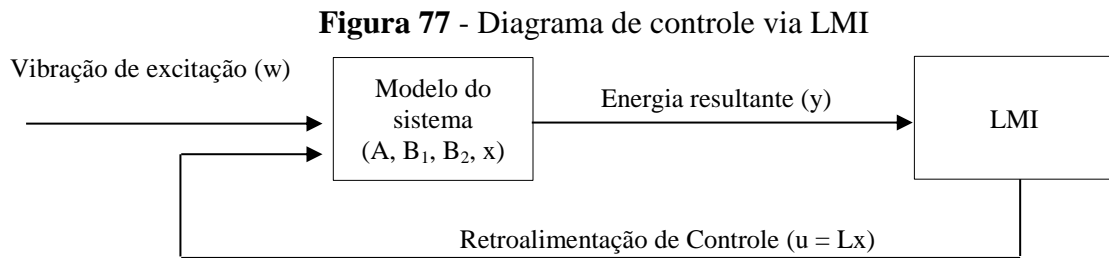 Figura 77 - Diagrama de controle via LMI
Vibração de excitação (w)
Modelo do
sistema
(A, B₁, B₂, x)
Energia resultante (y)
LMI
Retroalimentação de Controle (u = Lx)